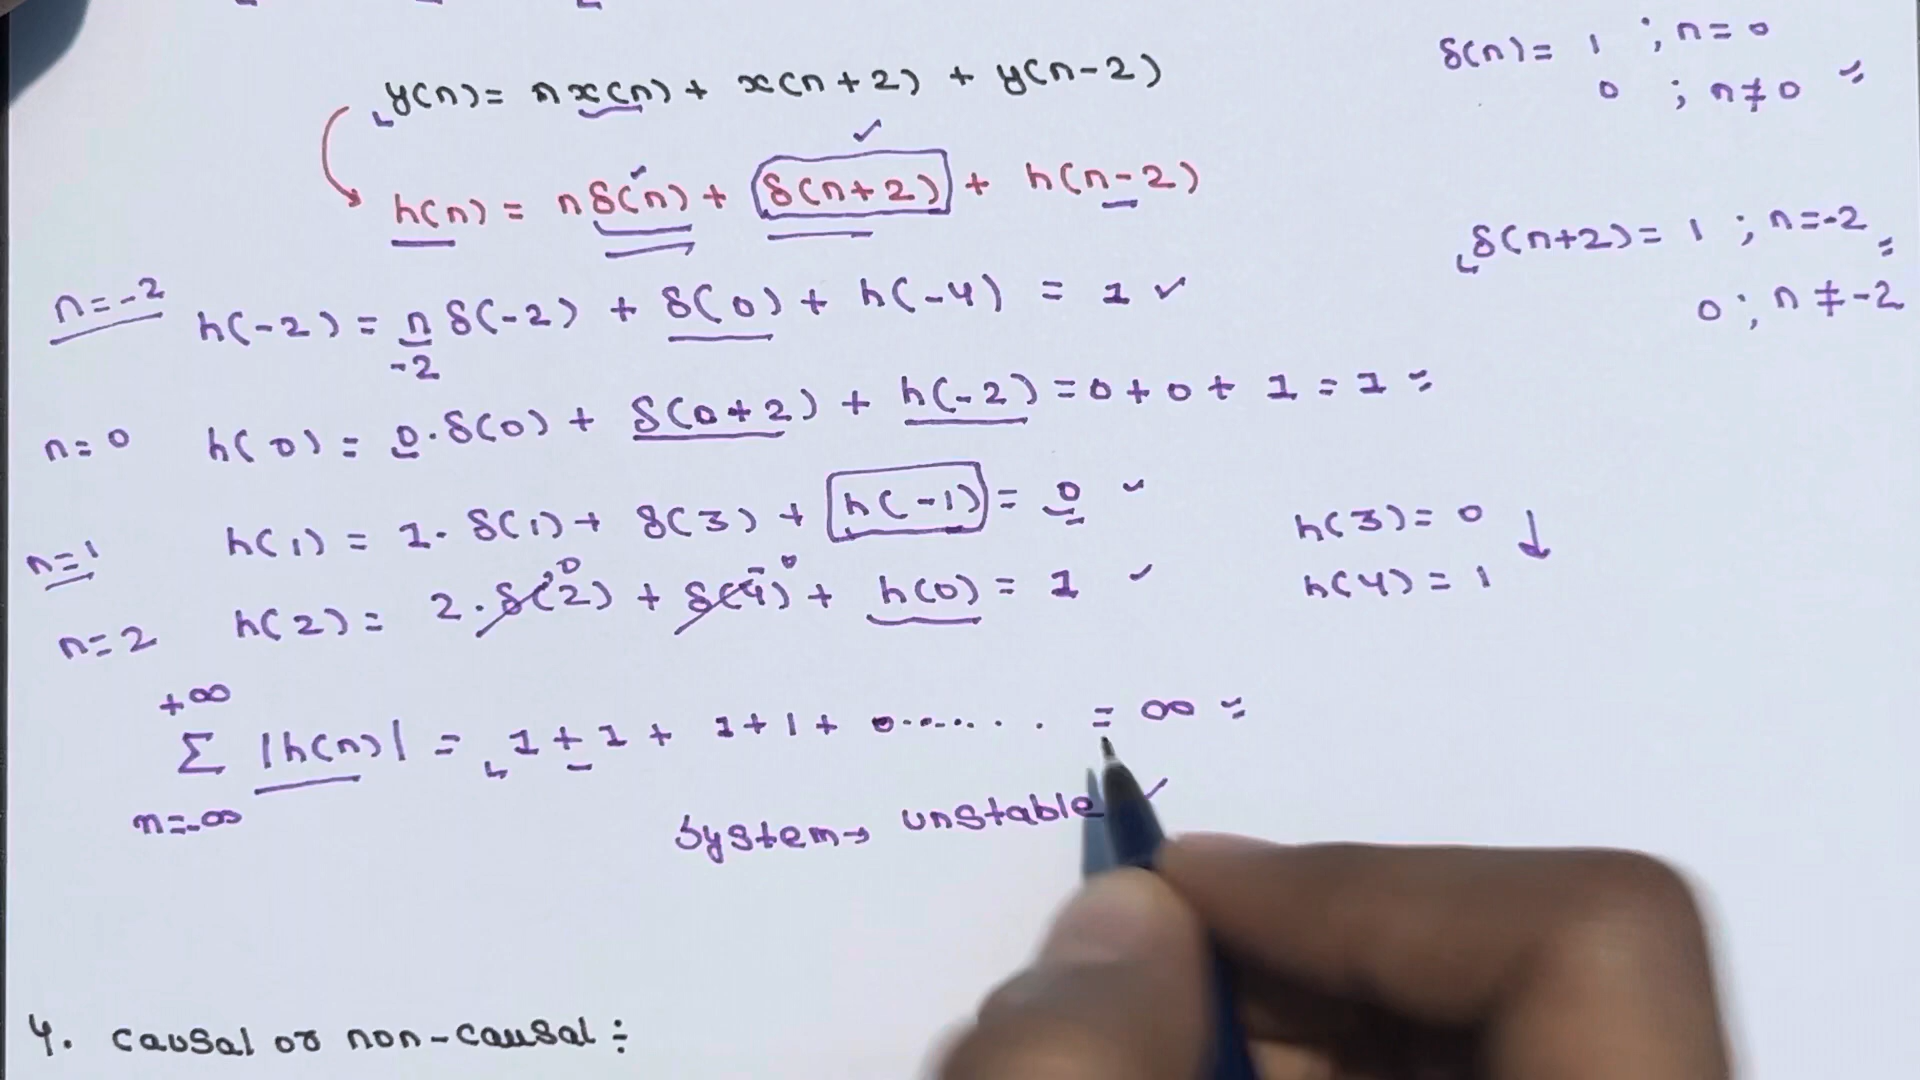 y(n) = n x(n) + x(n+2) + y(n-2)
δ(n) = 1 ; n = 0
0 ; n ≠ 0
h(n) = n δ(n) + δ(n+2) + h(n-2)
δ(n+2) = 1 ; n = -2
0 ; n ≠ -2
n = -2 h(-2) = n δ(-2) + δ(0) + h(-4) = 1
-2
n = 0 h(0) = 0.δ(0) + δ(0+2) + h(-2) = 0 + 0 + 1 = 1
n = 1 h(1) = 1. δ(1) + δ(3) + h(-1) = 0
h(3) = 0
n = 2 h(2) = 2. δ(2) 0 + δ(4) 0 + h(0) = 1
h(4) = 1
+∞
Σ |h(n)| = 1 + 1 + 1 + 1 + ........ = ∞
n = -∞
System → unstable
4. Causal or non-causal :